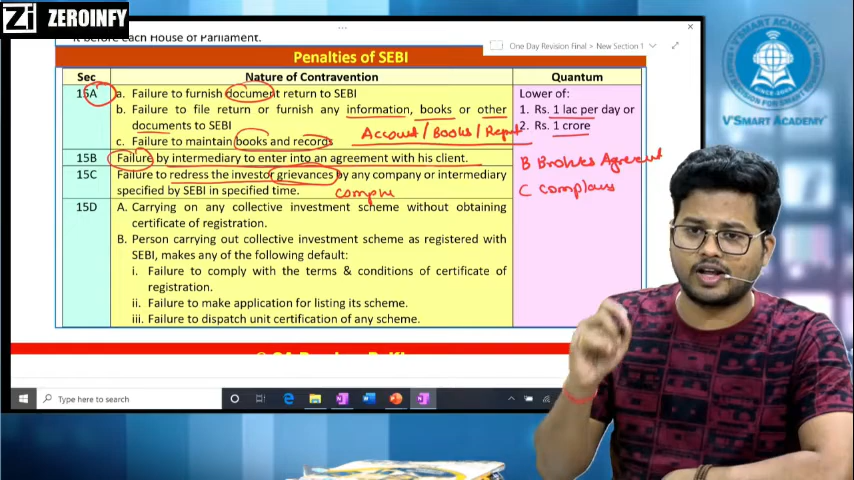 Zi ZEROINFY
it before each House of Parliament.
One Day Revision Final > New Section 1
V'SMART ACADEMY
Penalties of SEBI
Sec Nature of Contravention Quantum
15A a. Failure to furnish document return to SEBI
b. Failure to file return or furnish any information, books or other
documents to SEBI
c. Failure to maintain books and records
Account / Books / Report
Lower of:
1. Rs. 1 lac per day or
2. Rs. 1 crore
15B Failure by intermediary to enter into an agreement with his client.
B Brokers Agreement
15C Failure to redress the investor grievances by any company or intermediary
specified by SEBI in specified time.
C
15D A. Carrying on any collective investment scheme without obtaining
certificate of registration.
B. Person carrying out collective investment scheme as registered with
SEBI, makes any of the following default:
i. Failure to comply with the terms & conditions of certificate of
registration.
ii. Failure to make application for listing its scheme.
iii. Failure to dispatch unit certification of any scheme.
Type here to search
V'SMART ACADEMY
SINCE-2008